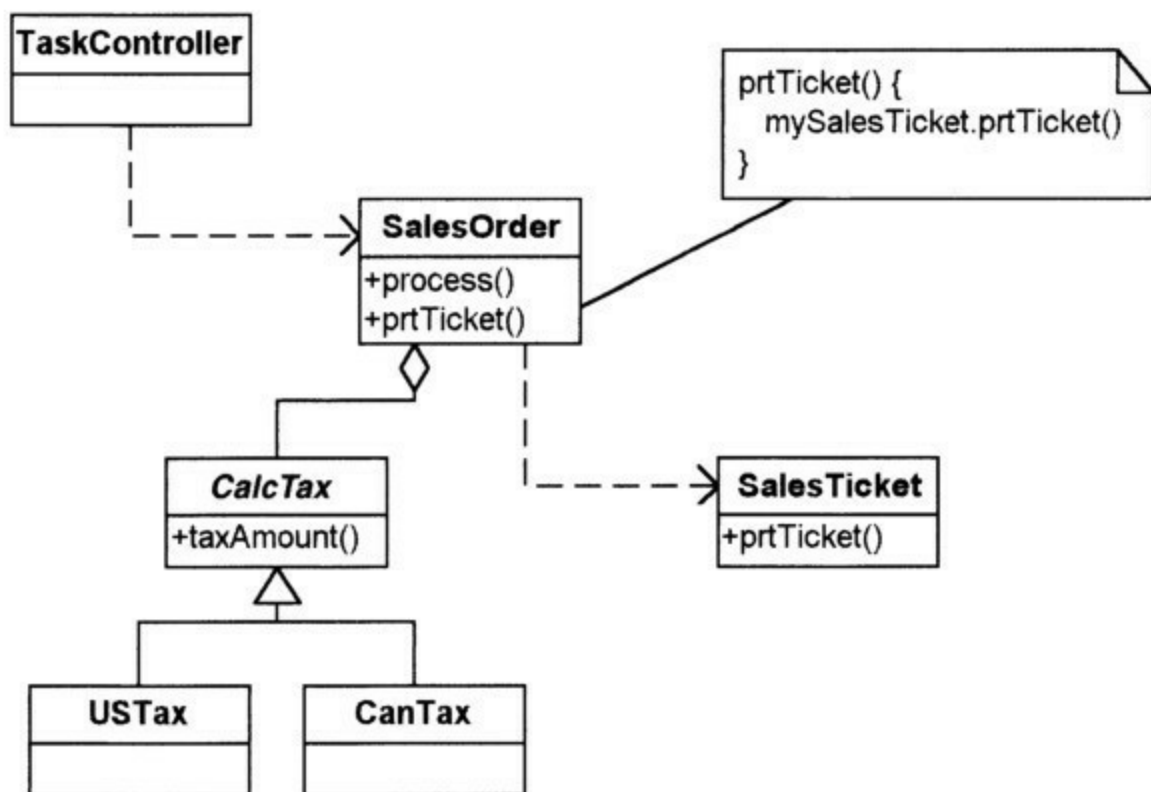 TaskController
prtTicket() {
mySalesTicket.prtTicket()
}
SalesOrder
+process()
+prtTicket()
CalcTax
+taxAmount()
SalesTicket
+prtTicket()
USTax
CanTax